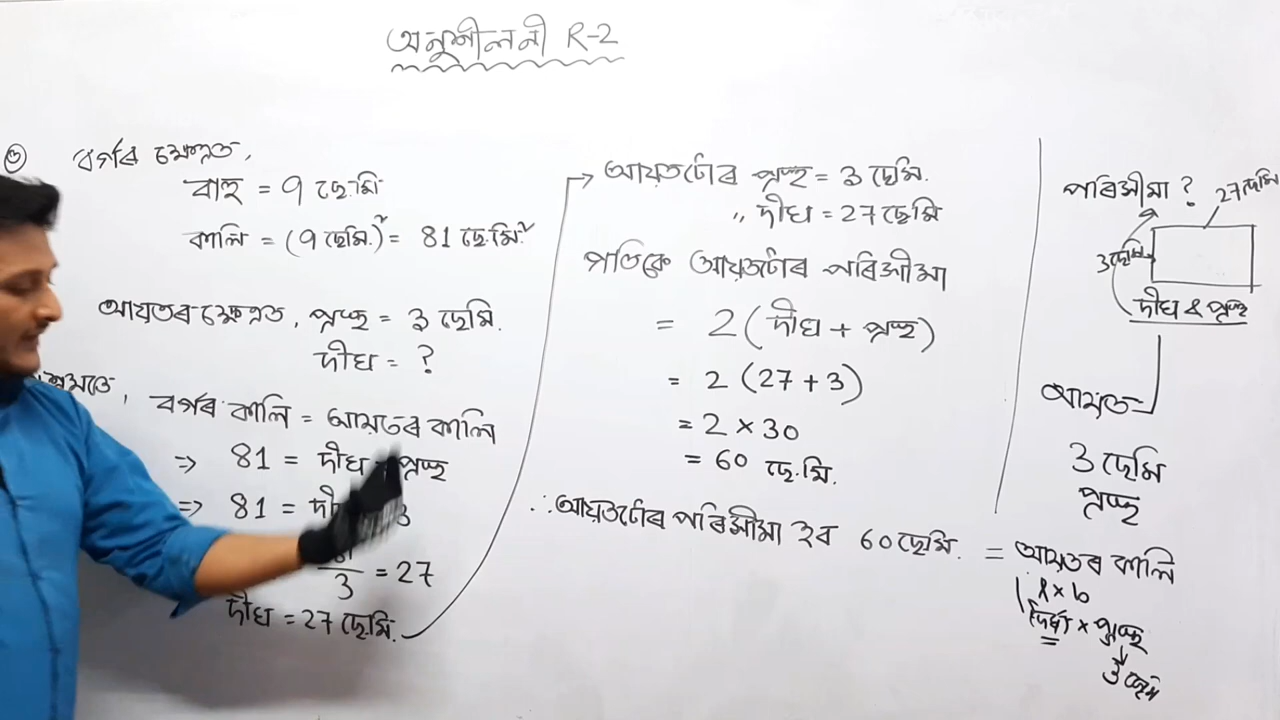 অনুশীলনী R-2
৩ বৰ্গৰ ক্ষেত্ৰত,
বাহু = 9 ছে.মি
কালি = (9 ছেমি.)² = 81 ছে.মি²
আয়তৰ ক্ষেত্ৰত, প্ৰস্থ = 3 ছেমি.
দীঘ = ?
বৰ্গৰ কালি = আয়তৰ কালি
⇒ 81 = দীঘ প্ৰস্থ
⇒ 81 = 3
3 = 27
দীঘ = 27 ছে.মি.
→ আয়তটোৰ প্ৰস্থ = 3 ছেমি.
,, দীঘ = 27 ছেমি
গতিকে আয়তটোৰ পৰিসীমা
= 2 (দীঘ + প্ৰস্থ)
= 2 (27 + 3)
= 2 × 30
= 60 ছে.মি.
∴ আয়তটোৰ পৰিসীমা হব 60 ছেমি.
পৰিসীমা ?
27 ছেমি
3 ছেমি
দীঘ & প্ৰস্থ
আয়ত
3 ছেমি
প্ৰস্থ
= আয়তৰ কালি
l × b
× প্ৰস্থ
3 ছেমি